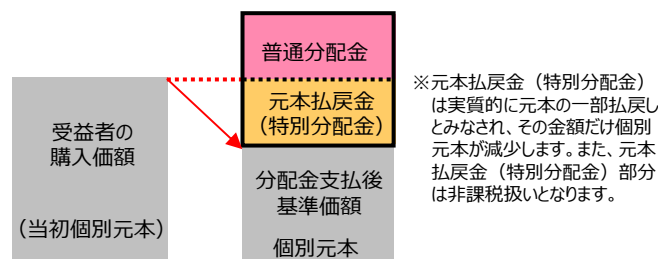 普通分配金
元本払戻金
（特別分配金）
受益者の
購入価額
（当初個別元本）
分配金支払後
基準価額
個別元本
※元本払戻金（特別分配金）
は実質的に元本の一部払戻し
とみなされ、その金額だけ個別
元本が減少します。また、元本
払戻金（特別分配金）部分
は非課税扱いとなります。